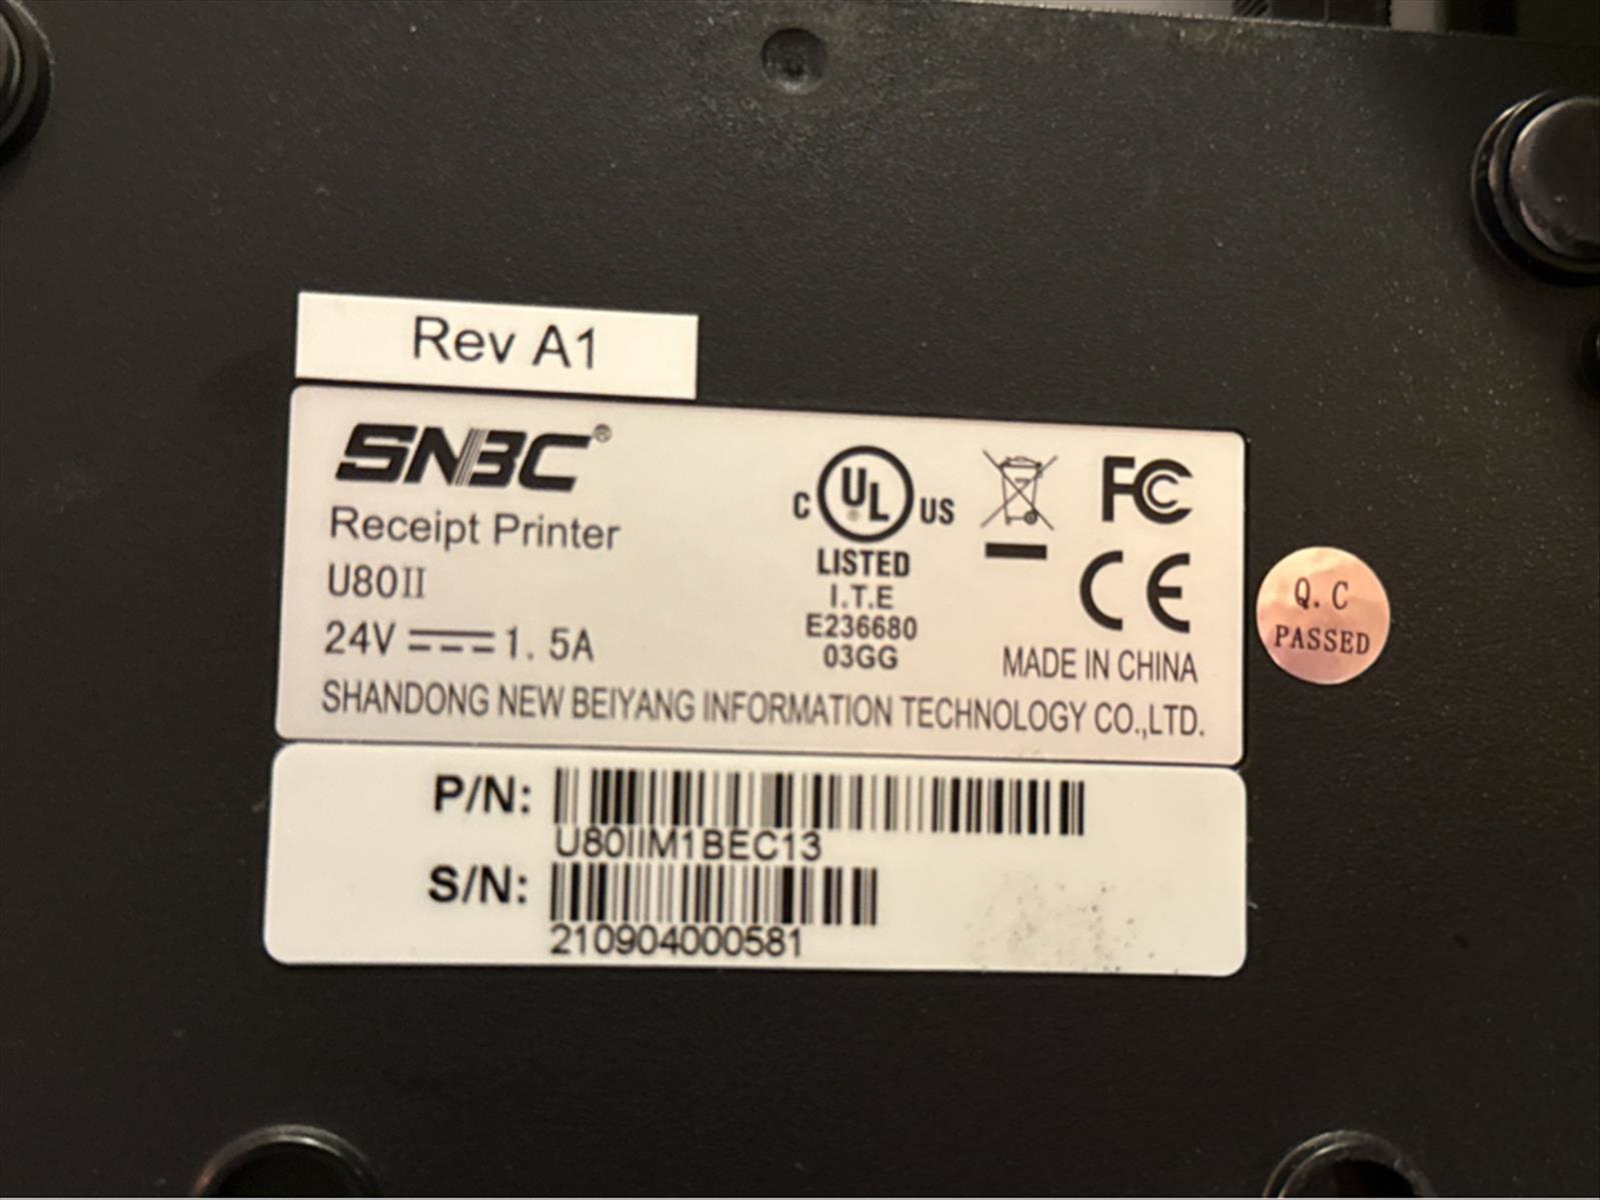 Rev A1
SNBC®
Receipt Printer
U80II
24V 1.5A
C UL® US
LISTED
I.T.E
E236680
03GG
FC
CE
MADE IN CHINA
SHANDONG NEW BEIYANG INFORMATION TECHNOLOGY CO.,LTD.
Q.C
PASSED
P/N:
U80IIM1BEC13
S/N:
210904000581